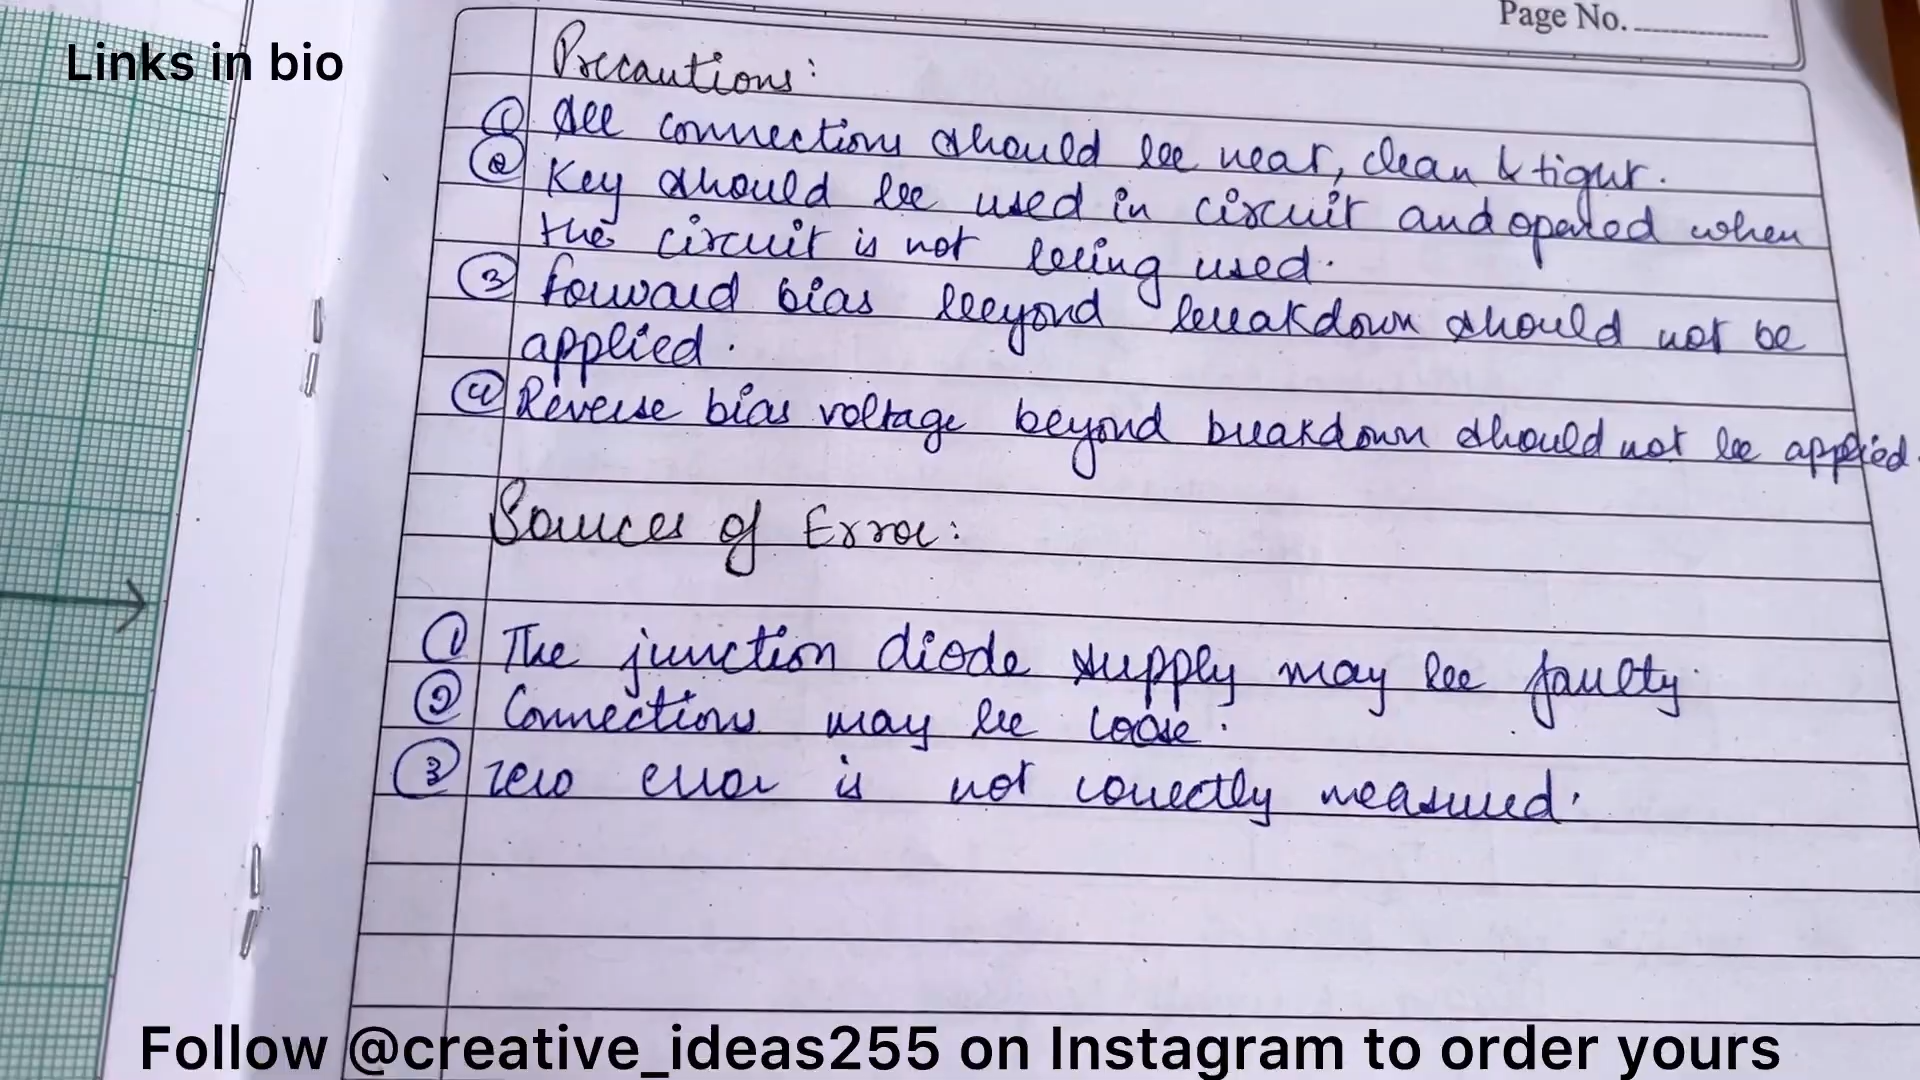 Page No.
Links in bio
Precautions:
① All connections should be neat, clean & tight.
② Key should be used in circuit and opened when
the circuit is not being used.
③ Forward bias beyond breakdown should not be
applied.
④ Reverse bias voltage beyond breakdown should not be applied.
Sources of Error:
① The junction diode supply may be faulty.
② Connections may be loose.
③ zero error is not correctly measured.
Follow @creative_ideas255 on Instagram to order yours